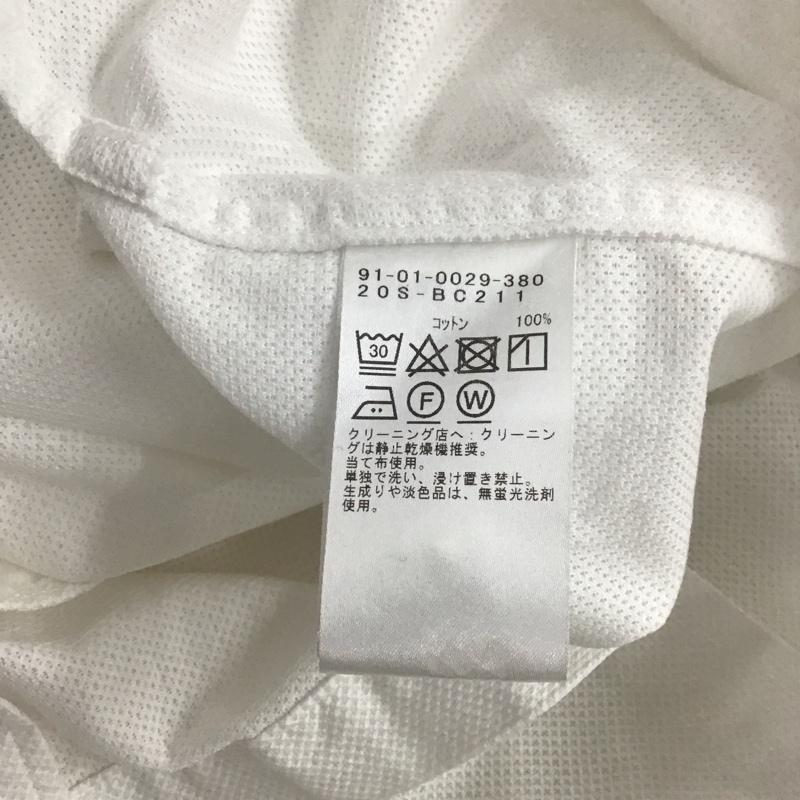 91-01-0029-380
20S-BC211
コットン 100%
30
F W
クリーニング店へ:クリーニン
グは静止乾燥機推奨。
当て布使用。
単独で洗い、浸け置き禁止。
生成りや淡色品は、無蛍光洗剤
使用。